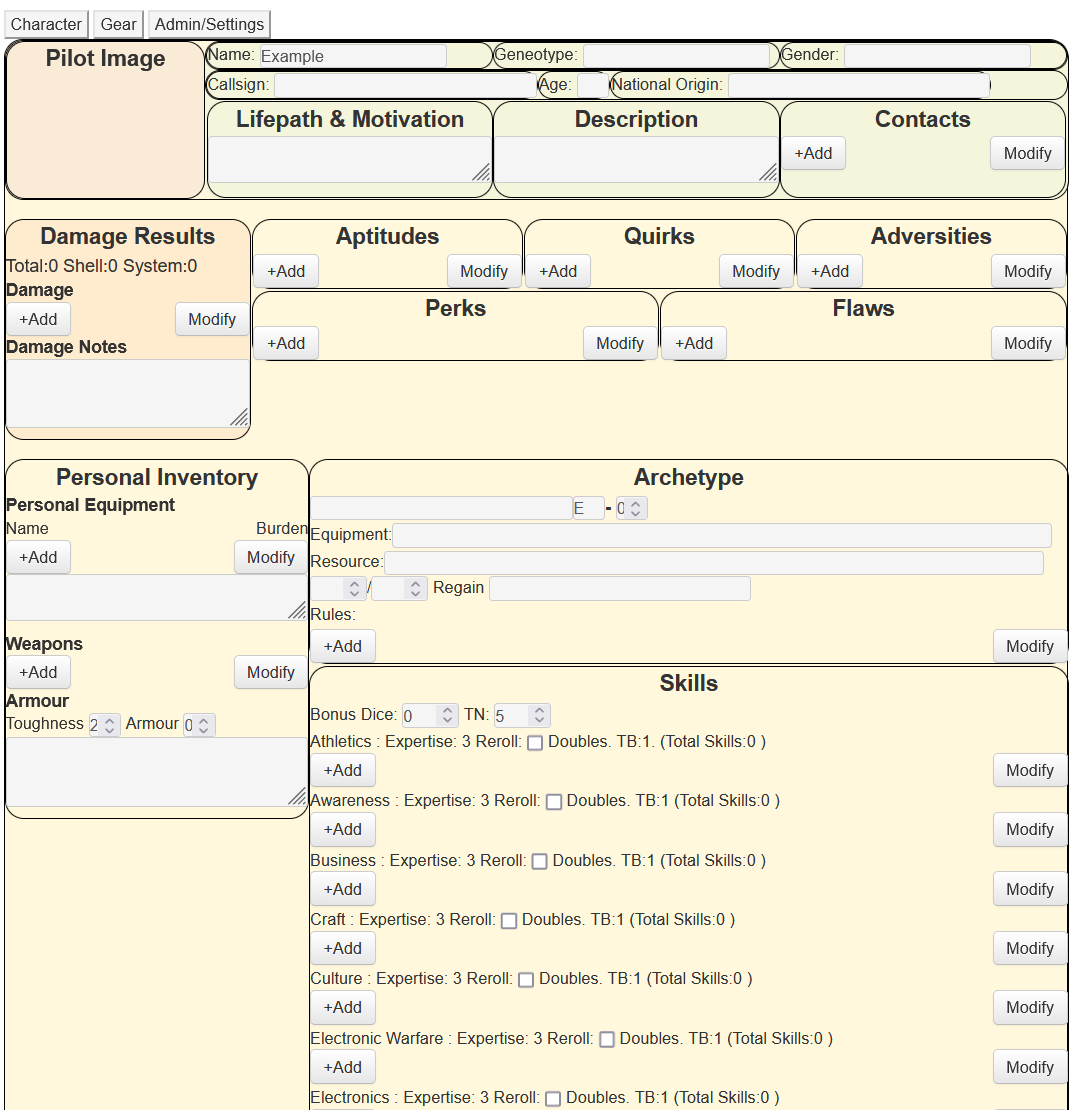 Character Gear Admin/Settings
Pilot Image
Name: Example Geneotype: Gender:
Callsign: Age: National Origin:
Lifepath & Motivation Description Contacts
+Add Modify
Damage Results Aptitudes Quirks Adversities
Total:0 Shell:0 System:0
+Add Modify +Add Modify +Add Modify
Damage
Perks Flaws
+Add Modify
+Add Modify +Add Modify
Damage Notes
Personal Inventory Archetype
Personal Equipment
E - 0
Name Burden
Equipment:
+Add Modify
Resource:
/ Regain
Rules:
Weapons
+Add Modify
+Add Modify
Armour
Skills
Toughness 2 Armour 0
Bonus Dice: 0 TN: 5
Athletics : Expertise: 3 Reroll: Doubles. TB:1. (Total Skills:0 )
+Add Modify
Awareness : Expertise: 3 Reroll: Doubles. TB:1 (Total Skills:0 )
+Add Modify
Business : Expertise: 3 Reroll: Doubles. TB:1 (Total Skills:0 )
+Add Modify
Craft : Expertise: 3 Reroll: Doubles. TB:1 (Total Skills:0 )
+Add Modify
Culture : Expertise: 3 Reroll: Doubles. TB:1 (Total Skills:0 )
+Add Modify
Electronic Warfare : Expertise: 3 Reroll: Doubles. TB:1 (Total Skills:0 )
+Add Modify
Electronics : Expertise: 3 Reroll: Doubles. TB:1 (Total Skills:0 )